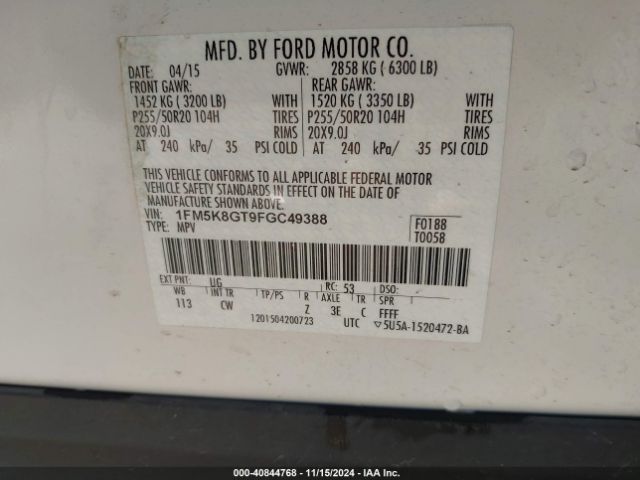 MFD. BY FORD MOTOR CO.
DATE: 04/15 GVWR: 2858 KG ( 6300 LB)
FRONT GAWR: REAR GAWR:
1452 KG ( 3200 LB) WITH 1520 KG ( 3350 LB) WITH
P255/50R20 104H TIRES P255/50R20 104H TIRES
20X9.0J RIMS 20X9.0J RIMS
AT 240 kPa/ 35 PSI COLD AT 240 kPa/ 35 PSI COLD
THIS VEHICLE CONFORMS TO ALL APPLICABLE FEDERAL MOTOR
VEHICLE SAFETY STANDARDS IN EFFECT ON THE DATE OF
MANUFACTURE SHOWN ABOVE.
VIN: 1FM5K8GT9FGC49388 F0188
TYPE: MPV T0058
EXT PNT: UG RC: 53 DSO:
WB INT TR TP/PS R AXLE TR SPR
113 CW Z 3E C FFFF
1201504200723 UTC ▽5U5A-1520472-BA
000-40844768 - 11/15/2024 - IAA Inc.